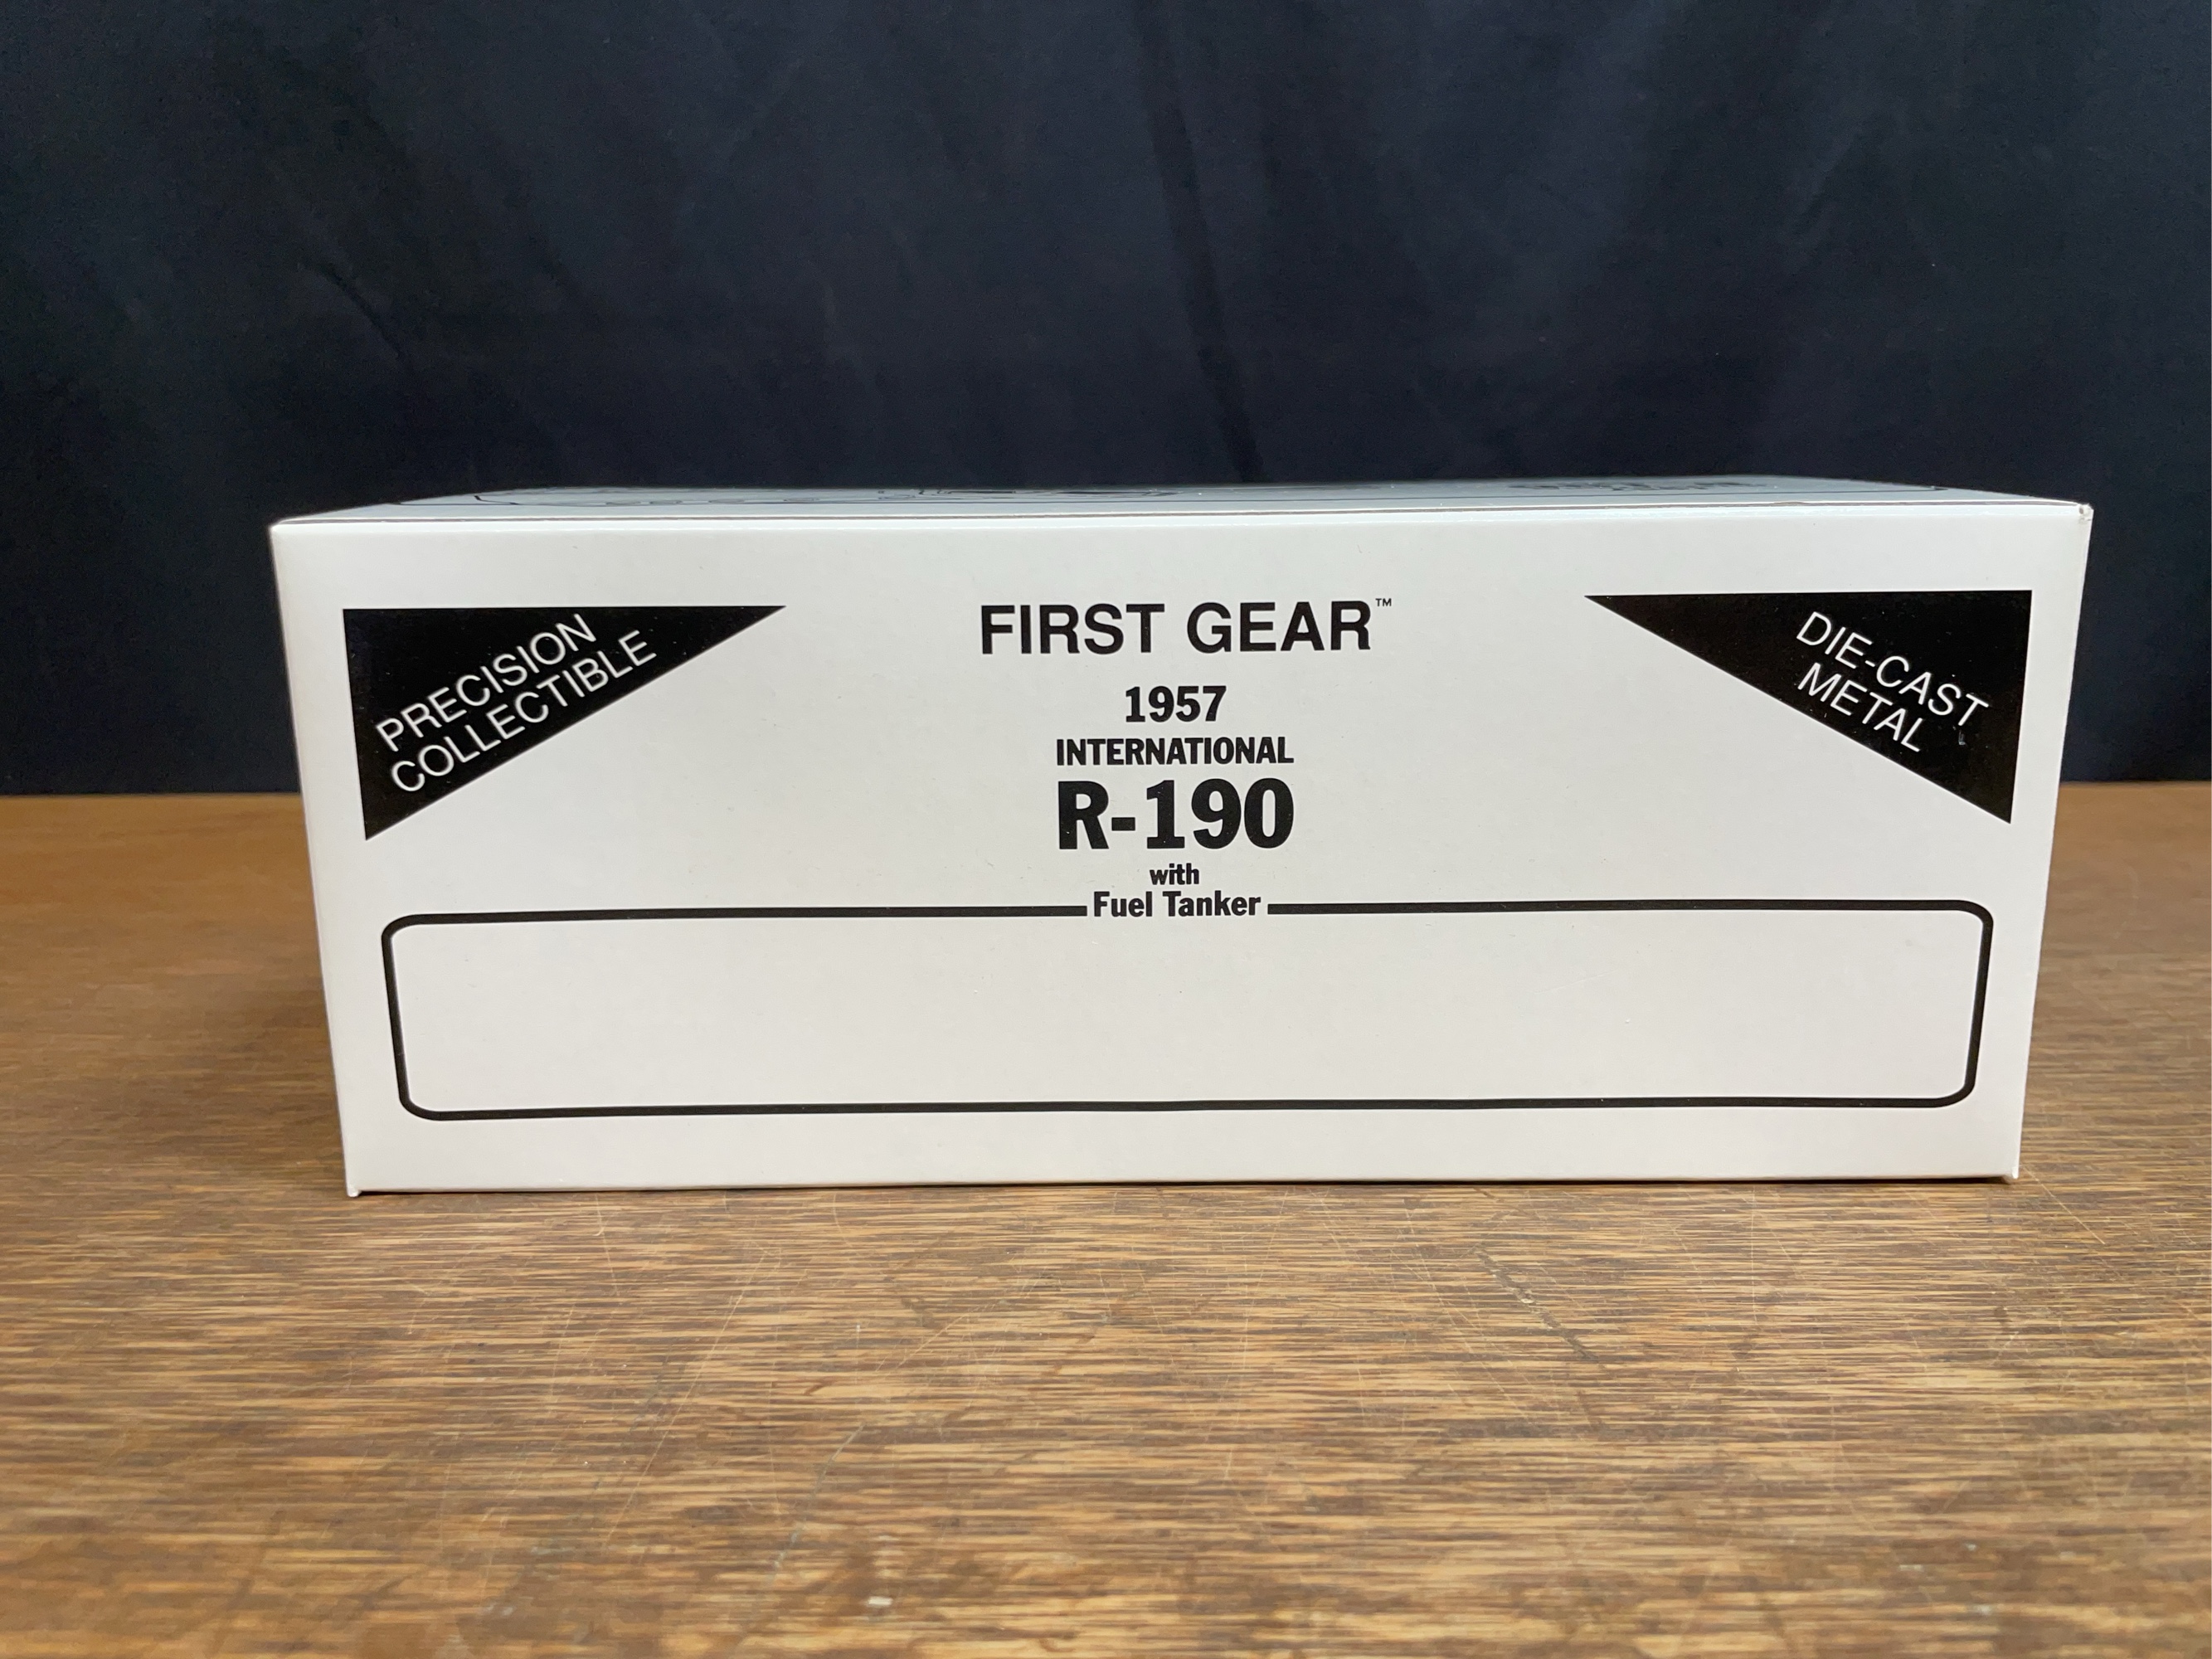 PRECISION
COLLECTIBLE
FIRST GEAR™
DIE-CAST
METAL
1957
INTERNATIONAL
R-190
with
Fuel Tanker